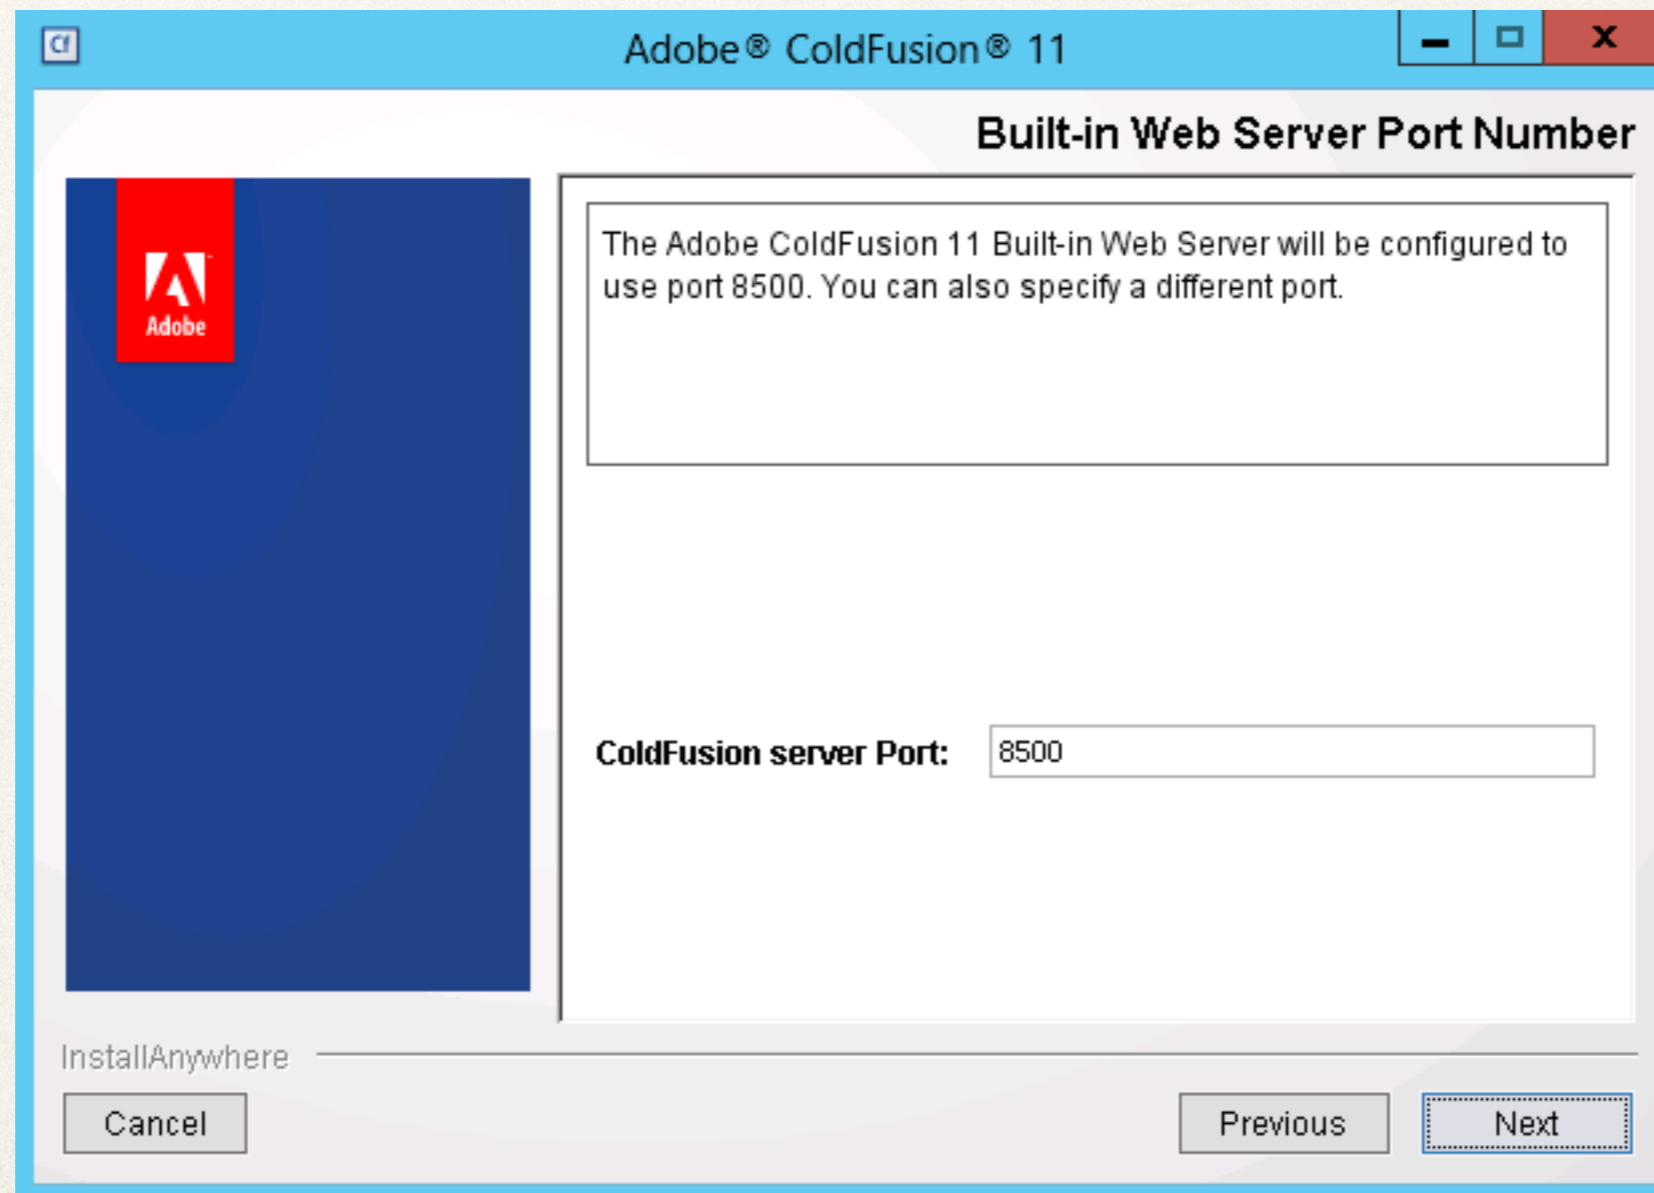 Cf
Adobe® ColdFusion® 11
Built-in Web Server Port Number
Adobe
The Adobe ColdFusion 11 Built-in Web Server will be configured to
use port 8500. You can also specify a different port.
ColdFusion server Port: 8500
InstallAnywhere
Cancel Previous Next